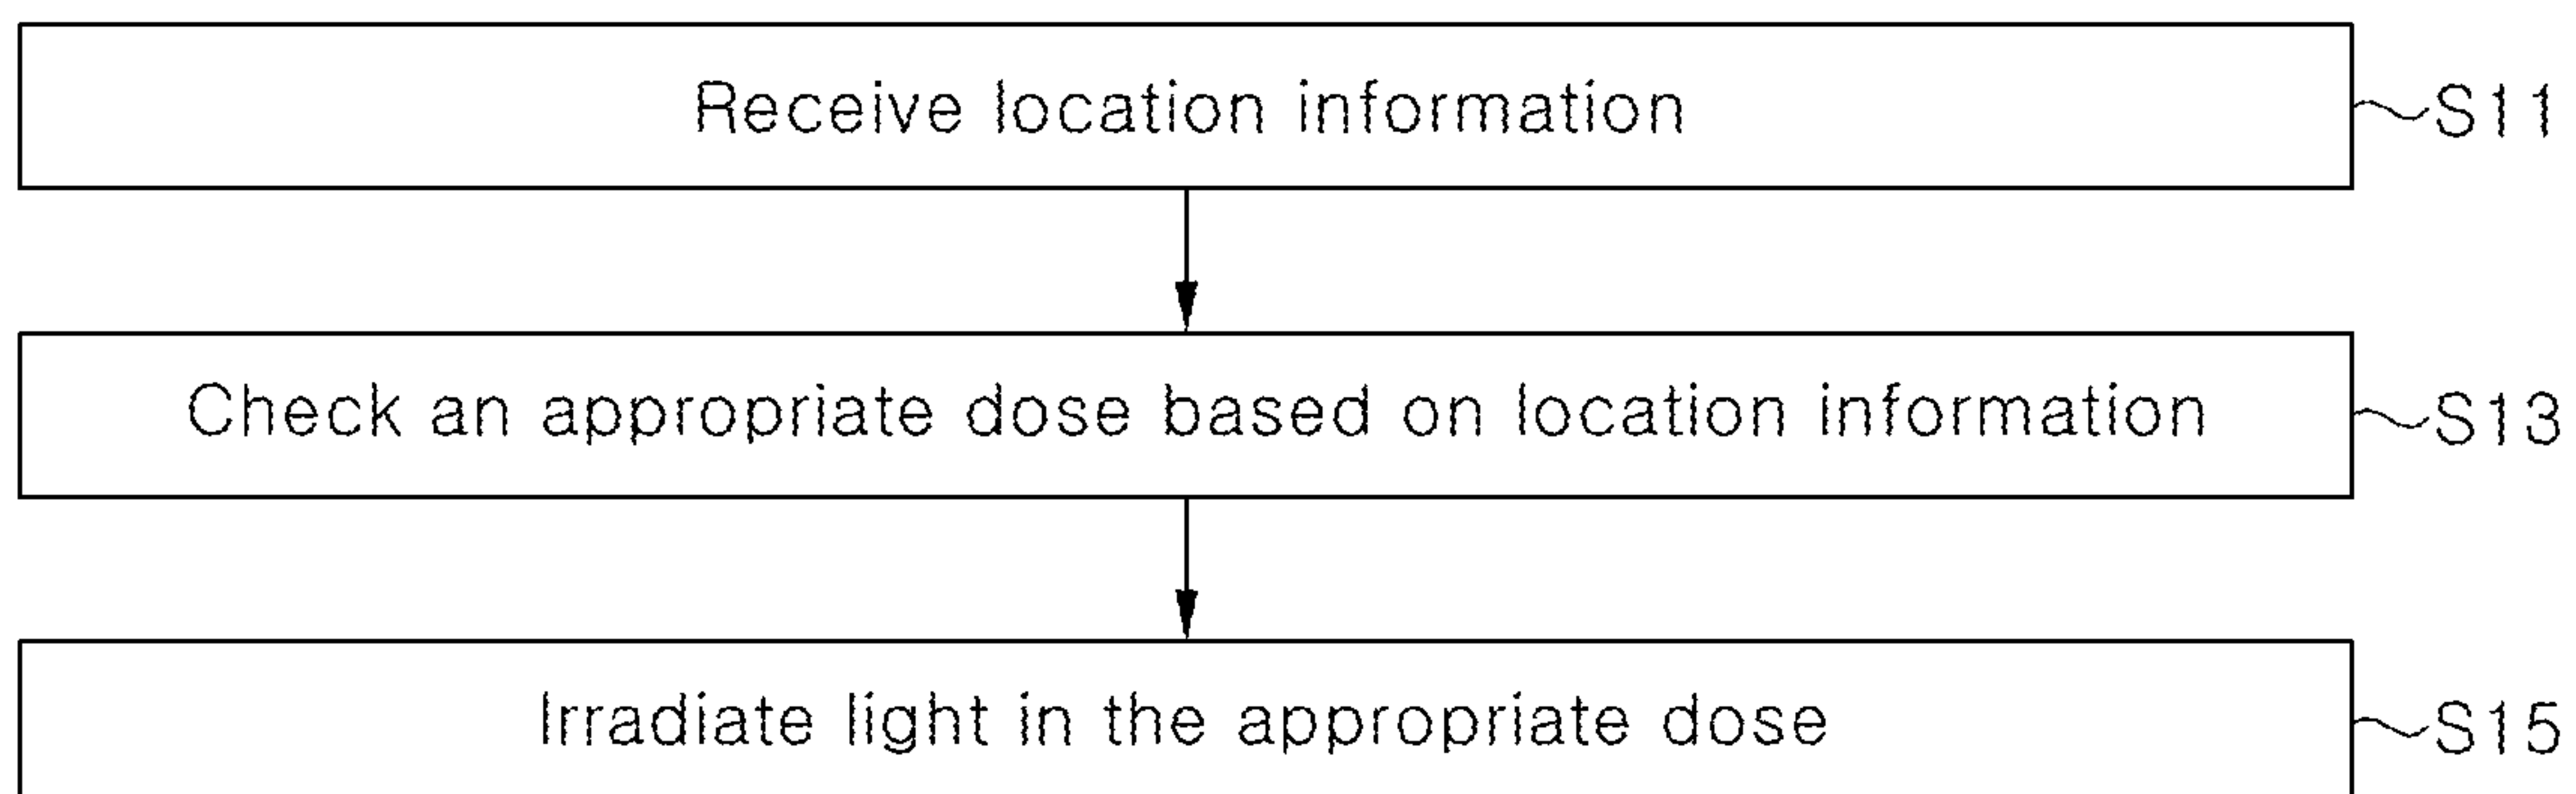 Receive location information
S11
Check an appropriate dose based on location information
S13
Irradiate light in the appropriate dose
S15